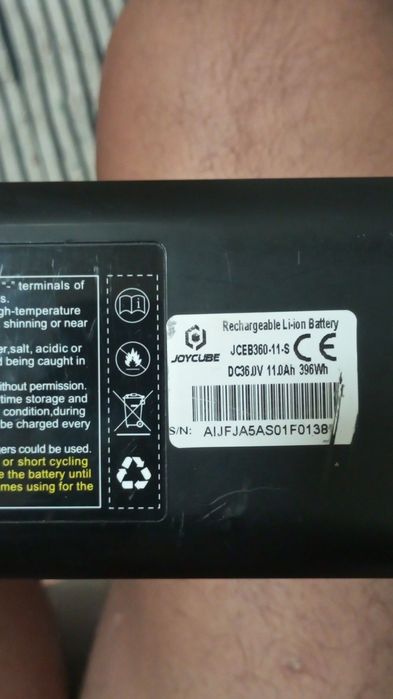 "-" terminals of
s.
gh-temperature
shinning or near
er,salt, acidic or
d being caught in
ithout permission.
time storage and
condition,during
be charged every
gers could be used.
or short cycling
e the battery until
mes using for the
Rechargeable Li-ion Battery
JOYCUBE
JCEB360-11-S
CE
DC36.0V 11.0Ah 396Wh
S/N: AIJFJA5AS01F0138